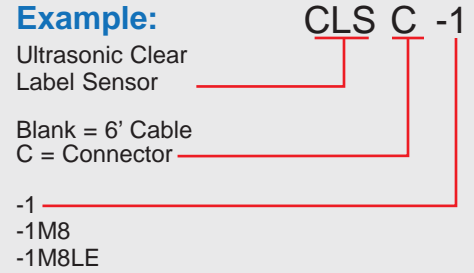 Example: CLS C -1
Ultrasonic Clear
Label Sensor
Blank = 6' Cable
C = Connector
-1
-1M8
-1M8LE